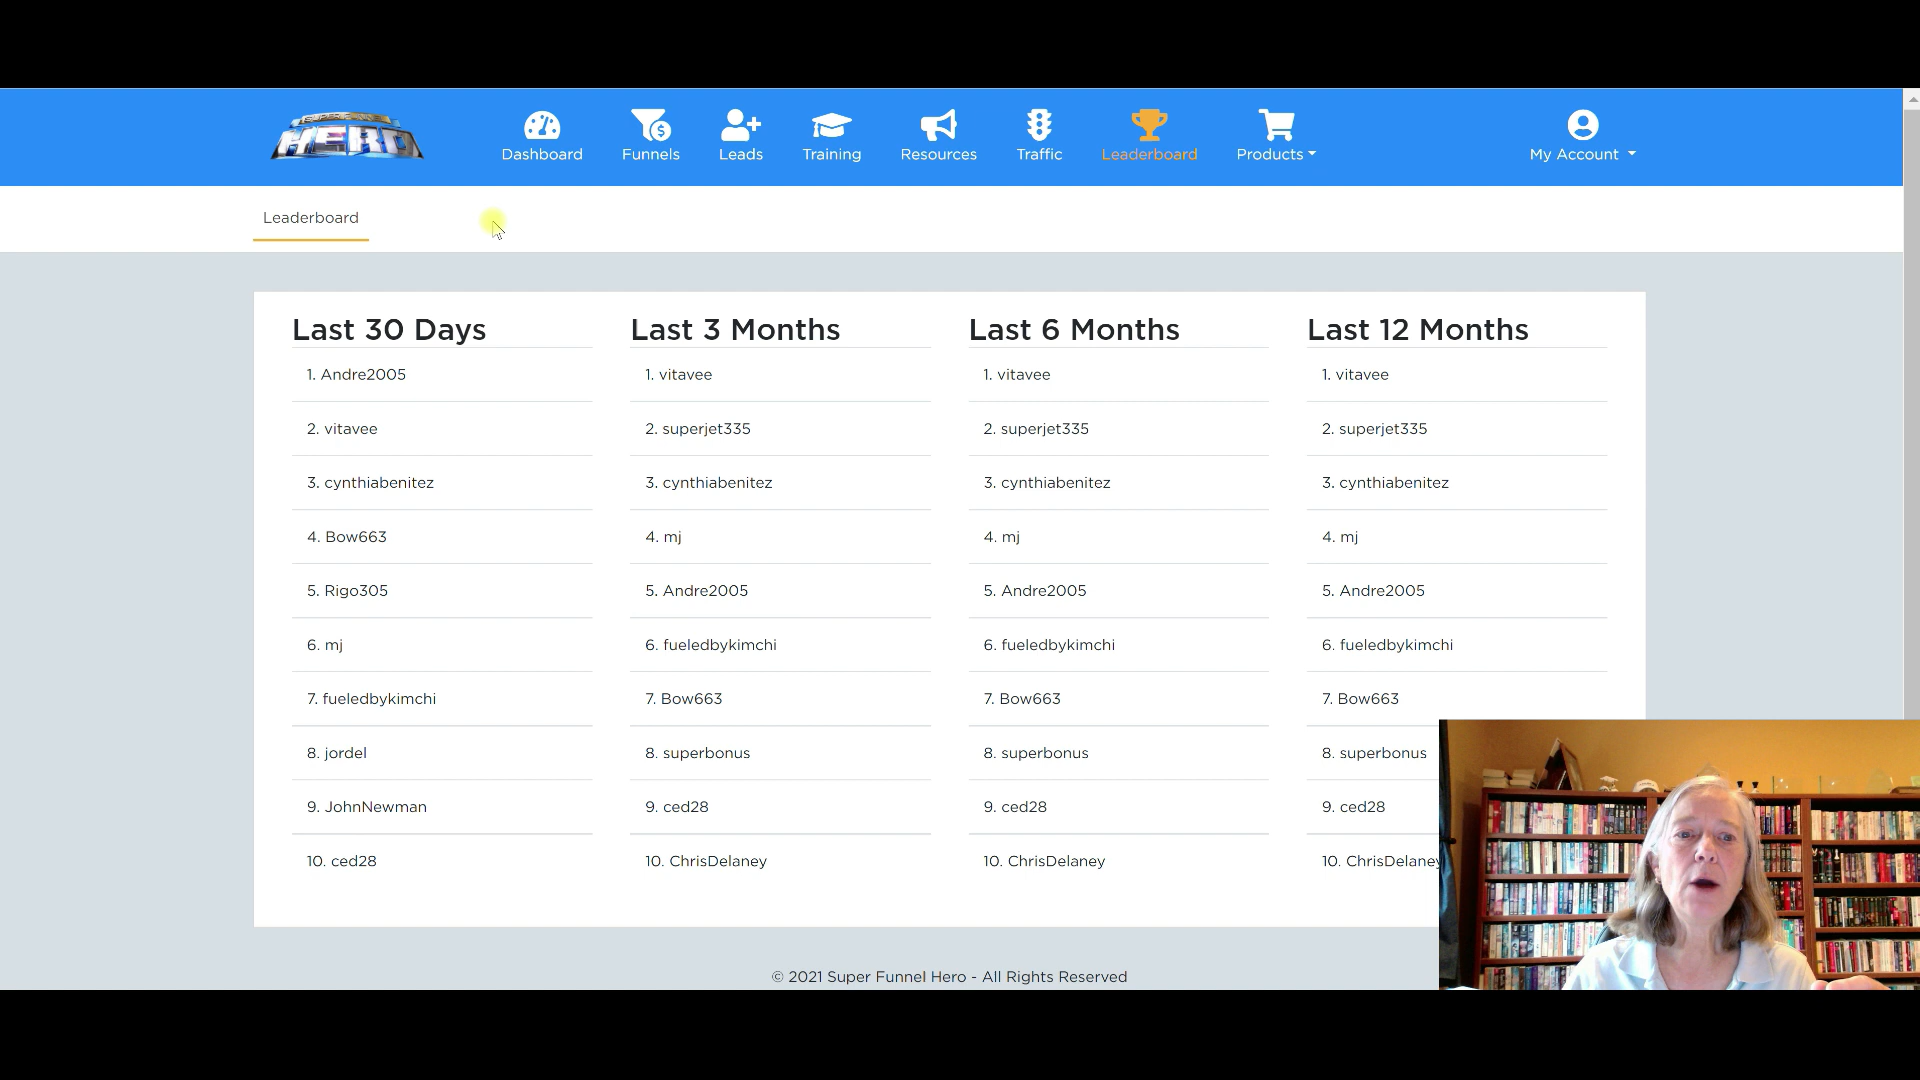 SUPER FUNNEL
HERO
Dashboard
Funnels
Leads
Training
Resources
Traffic
Leaderboard
Products
My Account
Leaderboard
Last 30 Days
1. Andre2005
2. vitavee
3. cynthiabenitez
4. Bow663
5. Rigo305
6. mj
7. fueledbykimchi
8. jordel
9. JohnNewman
10. ced28
Last 3 Months
1. vitavee
2. superjet335
3. cynthiabenitez
4. mj
5. Andre2005
6. fueledbykimchi
7. Bow663
8. superbonus
9. ced28
10. ChrisDelaney
Last 6 Months
1. vitavee
2. superjet335
3. cynthiabenitez
4. mj
5. Andre2005
6. fueledbykimchi
7. Bow663
8. superbonus
9. ced28
10. ChrisDelaney
Last 12 Months
1. vitavee
2. superjet335
3. cynthiabenitez
4. mj
5. Andre2005
6. fueledbykimchi
7. Bow663
8. superbonus
9. ced28
10. ChrisDelaney
© 2021 Super Funnel Hero - All Rights Reserved